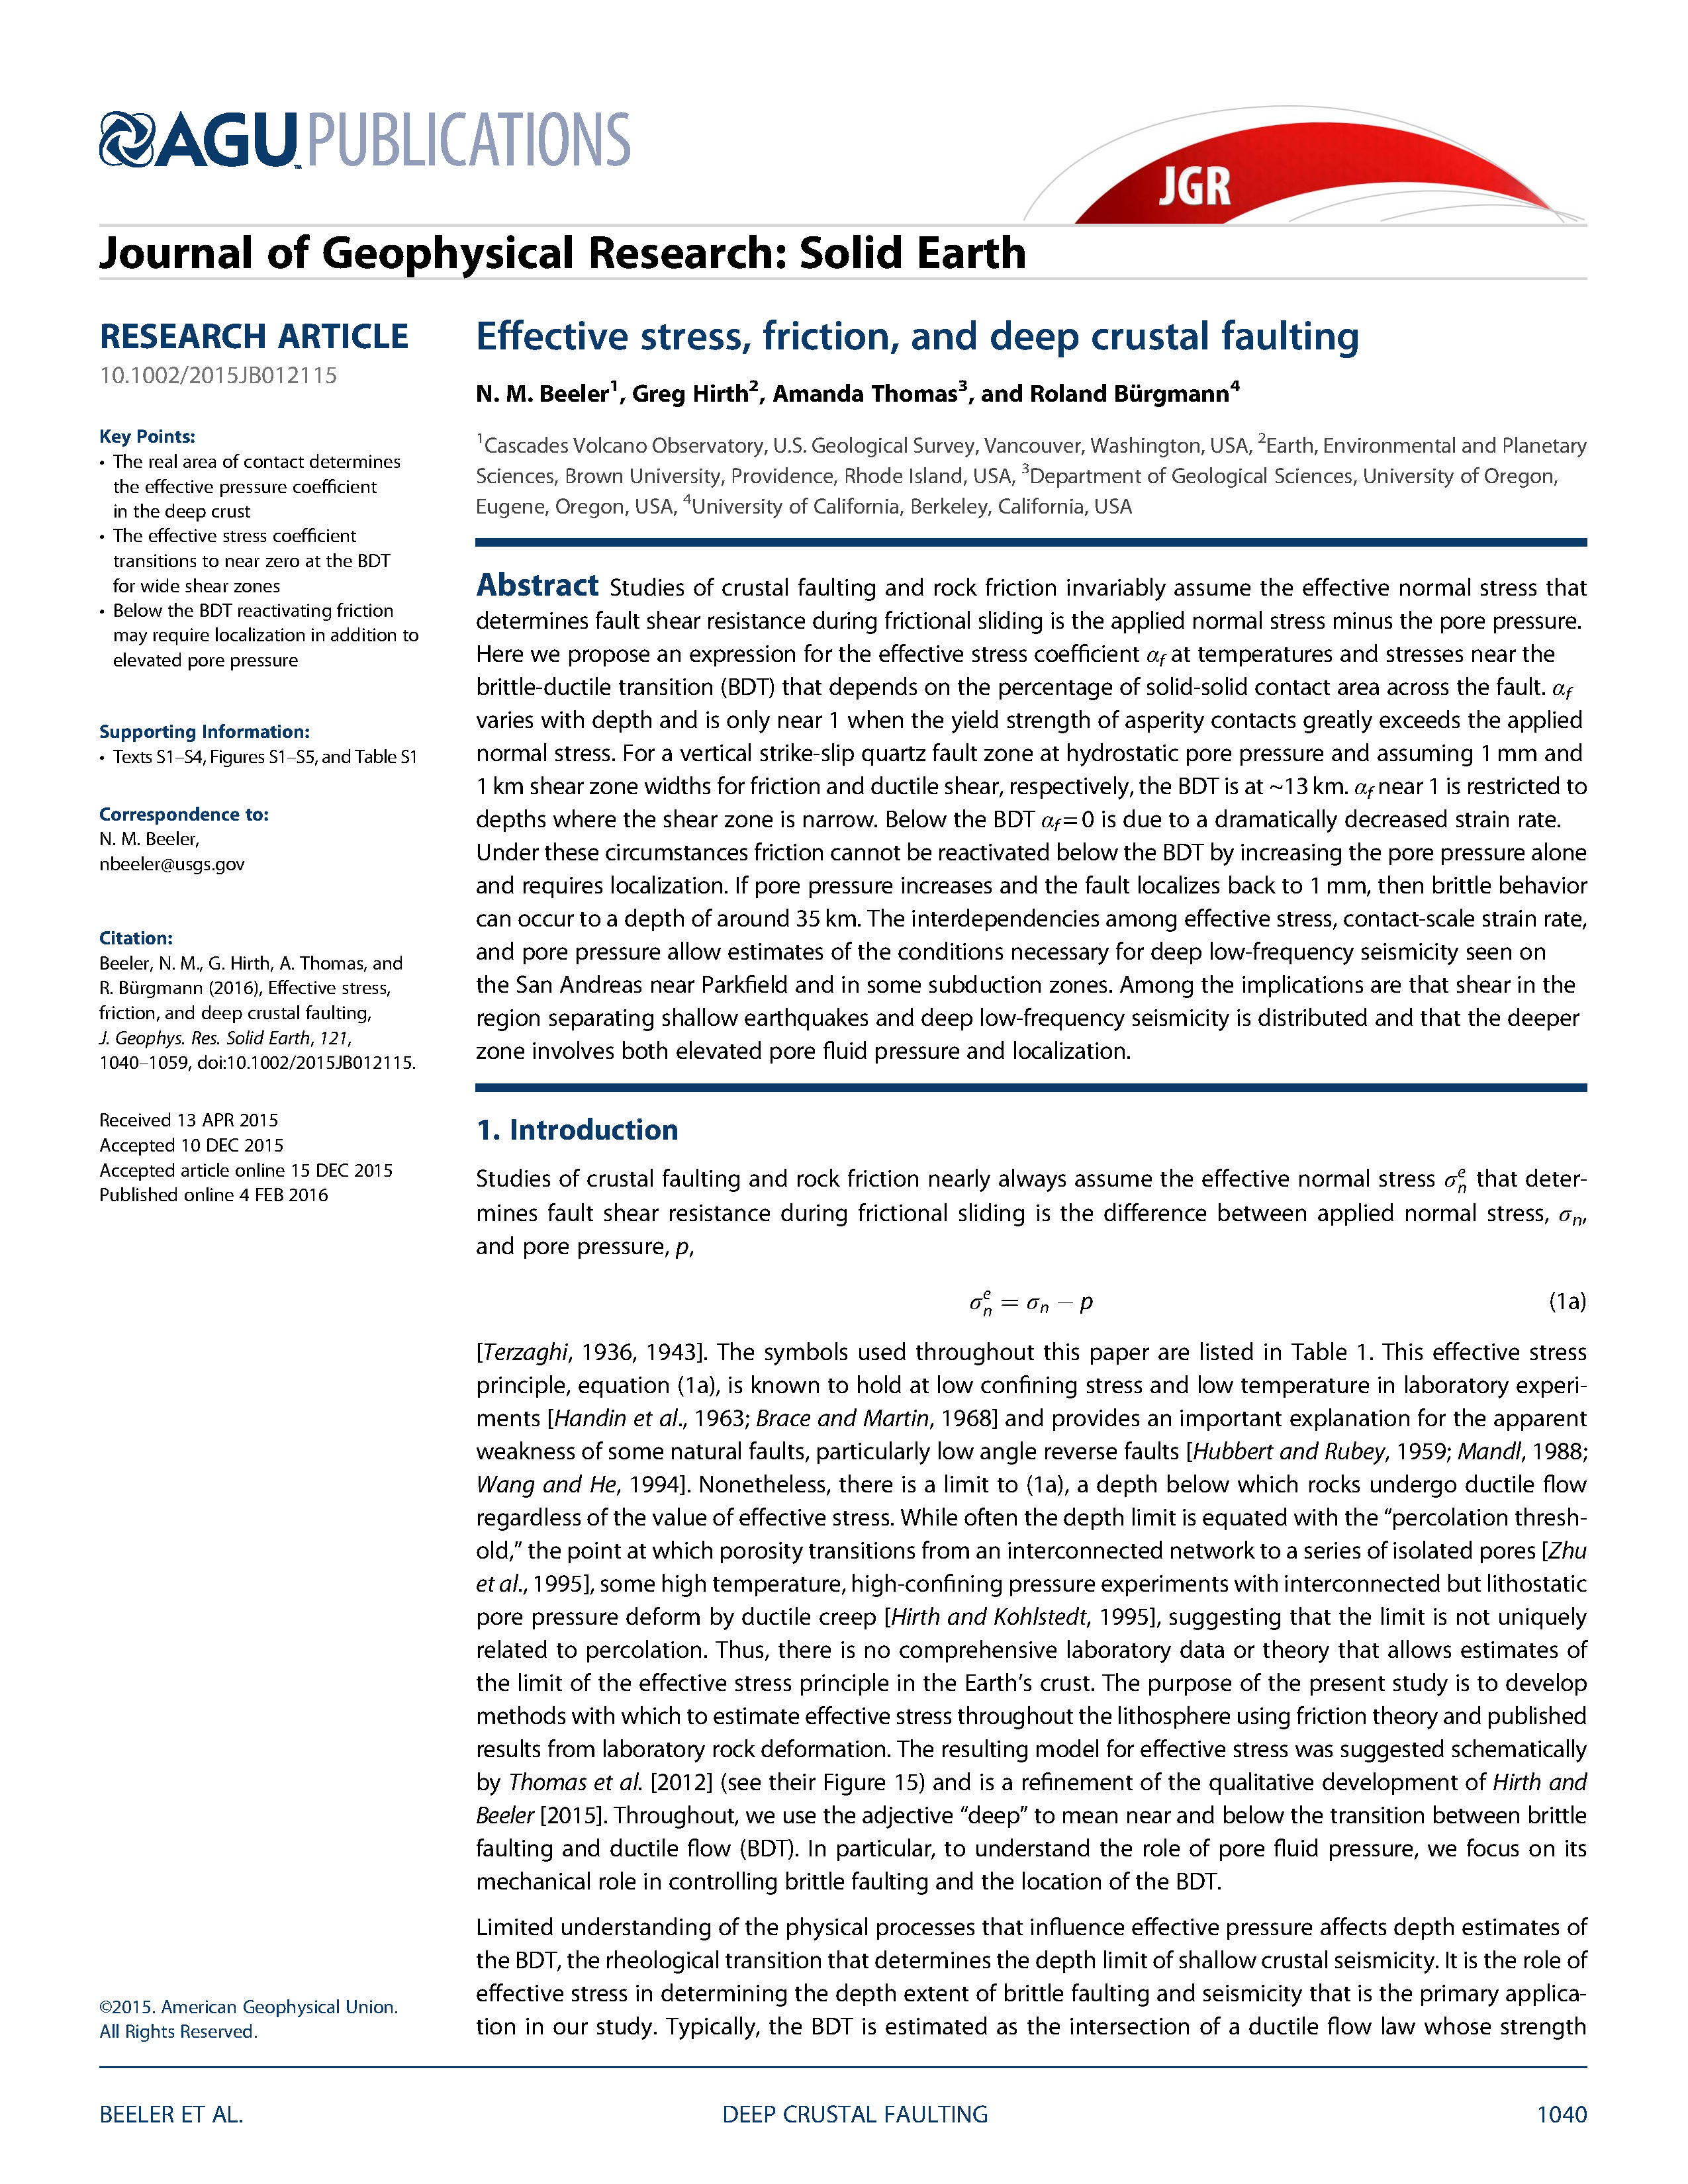 AGU PUBLICATIONS
JGR
Journal of Geophysical Research: Solid Earth
RESEARCH ARTICLE
10.1002/2015JB012115
Key Points:
• The real area of contact determines
the effective pressure coefficient
in the deep crust
• The effective stress coefficient
transitions to near zero at the BDT
for wide shear zones
• Below the BDT reactivating friction
may require localization in addition to
elevated pore pressure
Supporting Information:
• Texts S1–S4, Figures S1–S5, and Table S1
Correspondence to:
N. M. Beeler,
nbeeler@usgs.gov
Citation:
Beeler, N. M., G. Hirth, A. Thomas, and
R. Bürgmann (2016), Effective stress,
friction, and deep crustal faulting,
J. Geophys. Res. Solid Earth, 121,
1040–1059, doi:10.1002/2015JB012115.
Received 13 APR 2015
Accepted 10 DEC 2015
Accepted article online 15 DEC 2015
Published online 4 FEB 2016
©2015. American Geophysical Union.
All Rights Reserved.
Effective stress, friction, and deep crustal faulting
N. M. Beeler¹, Greg Hirth², Amanda Thomas³, and Roland Bürgmann⁴
¹Cascades Volcano Observatory, U.S. Geological Survey, Vancouver, Washington, USA, ²Earth, Environmental and Planetary
Sciences, Brown University, Providence, Rhode Island, USA, ³Department of Geological Sciences, University of Oregon,
Eugene, Oregon, USA, ⁴University of California, Berkeley, California, USA
Abstract Studies of crustal faulting and rock friction invariably assume the effective normal stress that
determines fault shear resistance during frictional sliding is the applied normal stress minus the pore pressure.
Here we propose an expression for the effective stress coefficient αf at temperatures and stresses near the
brittle-ductile transition (BDT) that depends on the percentage of solid-solid contact area across the fault. αf
varies with depth and is only near 1 when the yield strength of asperity contacts greatly exceeds the applied
normal stress. For a vertical strike-slip quartz fault zone at hydrostatic pore pressure and assuming 1 mm and
1 km shear zone widths for friction and ductile shear, respectively, the BDT is at ~13 km. αf near 1 is restricted to
depths where the shear zone is narrow. Below the BDT αf = 0 is due to a dramatically decreased strain rate.
Under these circumstances friction cannot be reactivated below the BDT by increasing the pore pressure alone
and requires localization. If pore pressure increases and the fault localizes back to 1 mm, then brittle behavior
can occur to a depth of around 35 km. The interdependencies among effective stress, contact-scale strain rate,
and pore pressure allow estimates of the conditions necessary for deep low-frequency seismicity seen on
the San Andreas near Parkfield and in some subduction zones. Among the implications are that shear in the
region separating shallow earthquakes and deep low-frequency seismicity is distributed and that the deeper
zone involves both elevated pore fluid pressure and localization.
1. Introduction
Studies of crustal faulting and rock friction nearly always assume the effective normal stress σₙᵉ that deter-
mines fault shear resistance during frictional sliding is the difference between applied normal stress, σₙ,
and pore pressure, p,
σₙᵉ = σₙ − p (1a)
[Terzaghi, 1936, 1943]. The symbols used throughout this paper are listed in Table 1. This effective stress
principle, equation (1a), is known to hold at low confining stress and low temperature in laboratory experi-
ments [Handin et al., 1963; Brace and Martin, 1968] and provides an important explanation for the apparent
weakness of some natural faults, particularly low angle reverse faults [Hubbert and Rubey, 1959; Mandl, 1988;
Wang and He, 1994]. Nonetheless, there is a limit to (1a), a depth below which rocks undergo ductile flow
regardless of the value of effective stress. While often the depth limit is equated with the “percolation thresh-
old,” the point at which porosity transitions from an interconnected network to a series of isolated pores [Zhu
et al., 1995], some high temperature, high-confining pressure experiments with interconnected but lithostatic
pore pressure deform by ductile creep [Hirth and Kohlstedt, 1995], suggesting that the limit is not uniquely
related to percolation. Thus, there is no comprehensive laboratory data or theory that allows estimates of
the limit of the effective stress principle in the Earth’s crust. The purpose of the present study is to develop
methods with which to estimate effective stress throughout the lithosphere using friction theory and published
results from laboratory rock deformation. The resulting model for effective stress was suggested schematically
by Thomas et al. [2012] (see their Figure 15) and is a refinement of the qualitative development of Hirth and
Beeler [2015]. Throughout, we use the adjective “deep” to mean near and below the transition between brittle
faulting and ductile flow (BDT). In particular, to understand the role of pore fluid pressure, we focus on its
mechanical role in controlling brittle faulting and the location of the BDT.
Limited understanding of the physical processes that influence effective pressure affects depth estimates of
the BDT, the rheological transition that determines the depth limit of shallow crustal seismicity. It is the role of
effective stress in determining the depth extent of brittle faulting and seismicity that is the primary applica-
tion in our study. Typically, the BDT is estimated as the intersection of a ductile flow law whose strength
BEELER ET AL.
DEEP CRUSTAL FAULTING
1040